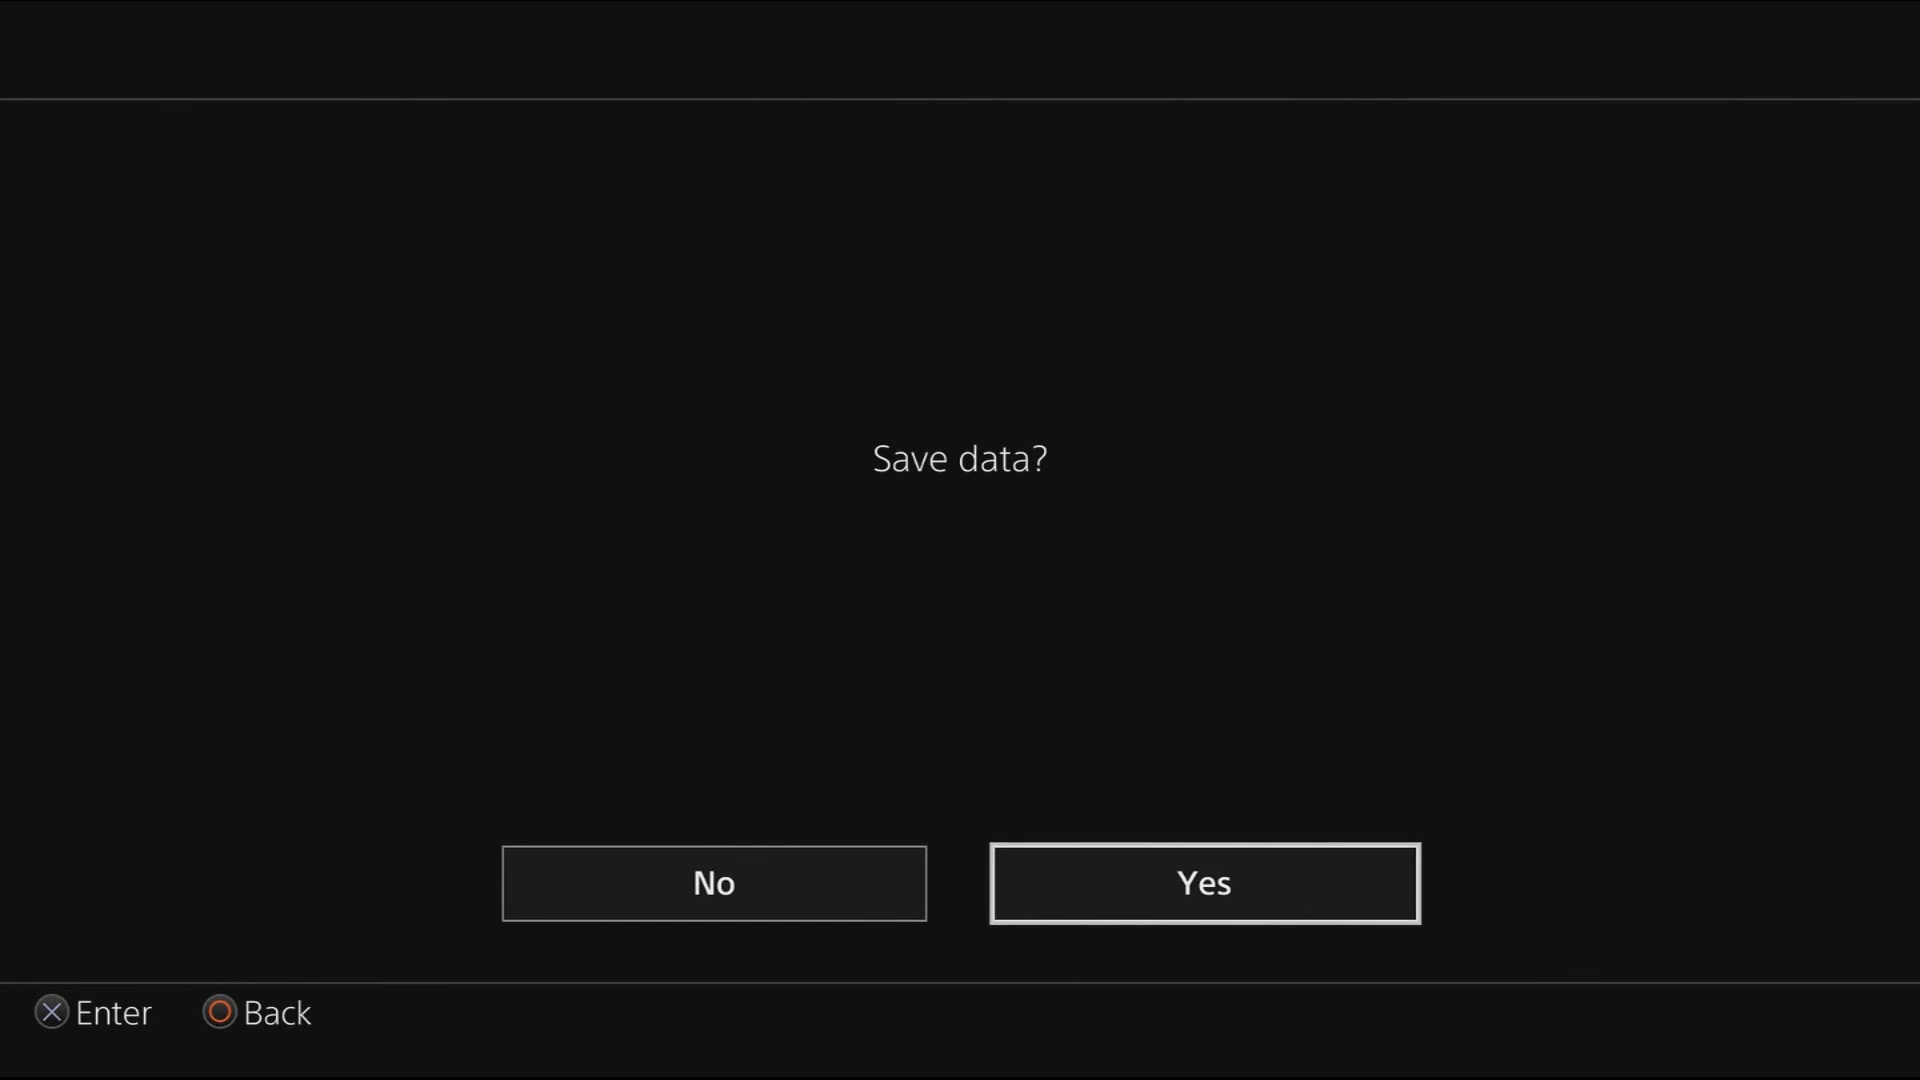 Save data?
No
Yes
Enter
Back